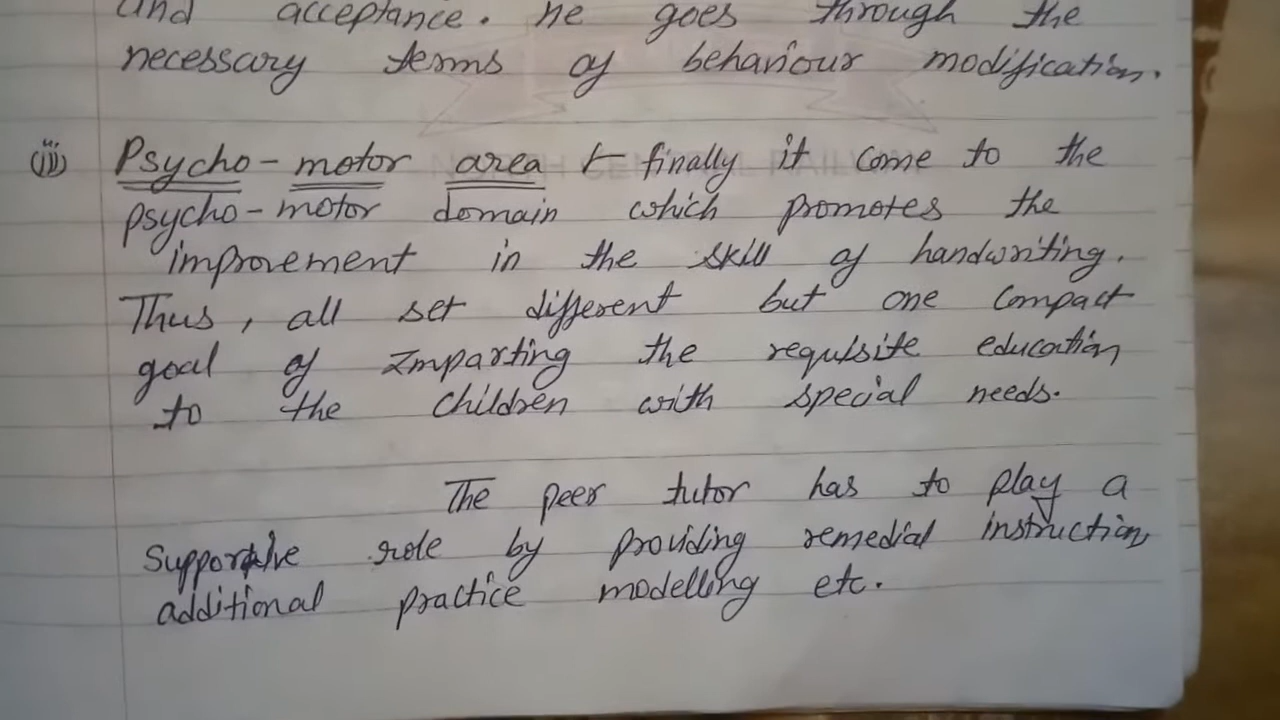 and acceptance. he goes through the
necessary terms of behaviour modification.
(iii) Psycho-motor area :- finally it come to the
psycho-motor domain which promotes the
improvement in the skill of handwriting.
Thus, all set different but one compact
goal of Imparting the requisite education
to the children with special needs.
The peer tutor has to play a
Supportive role by providing remedial instruction,
additional practice modelling etc.